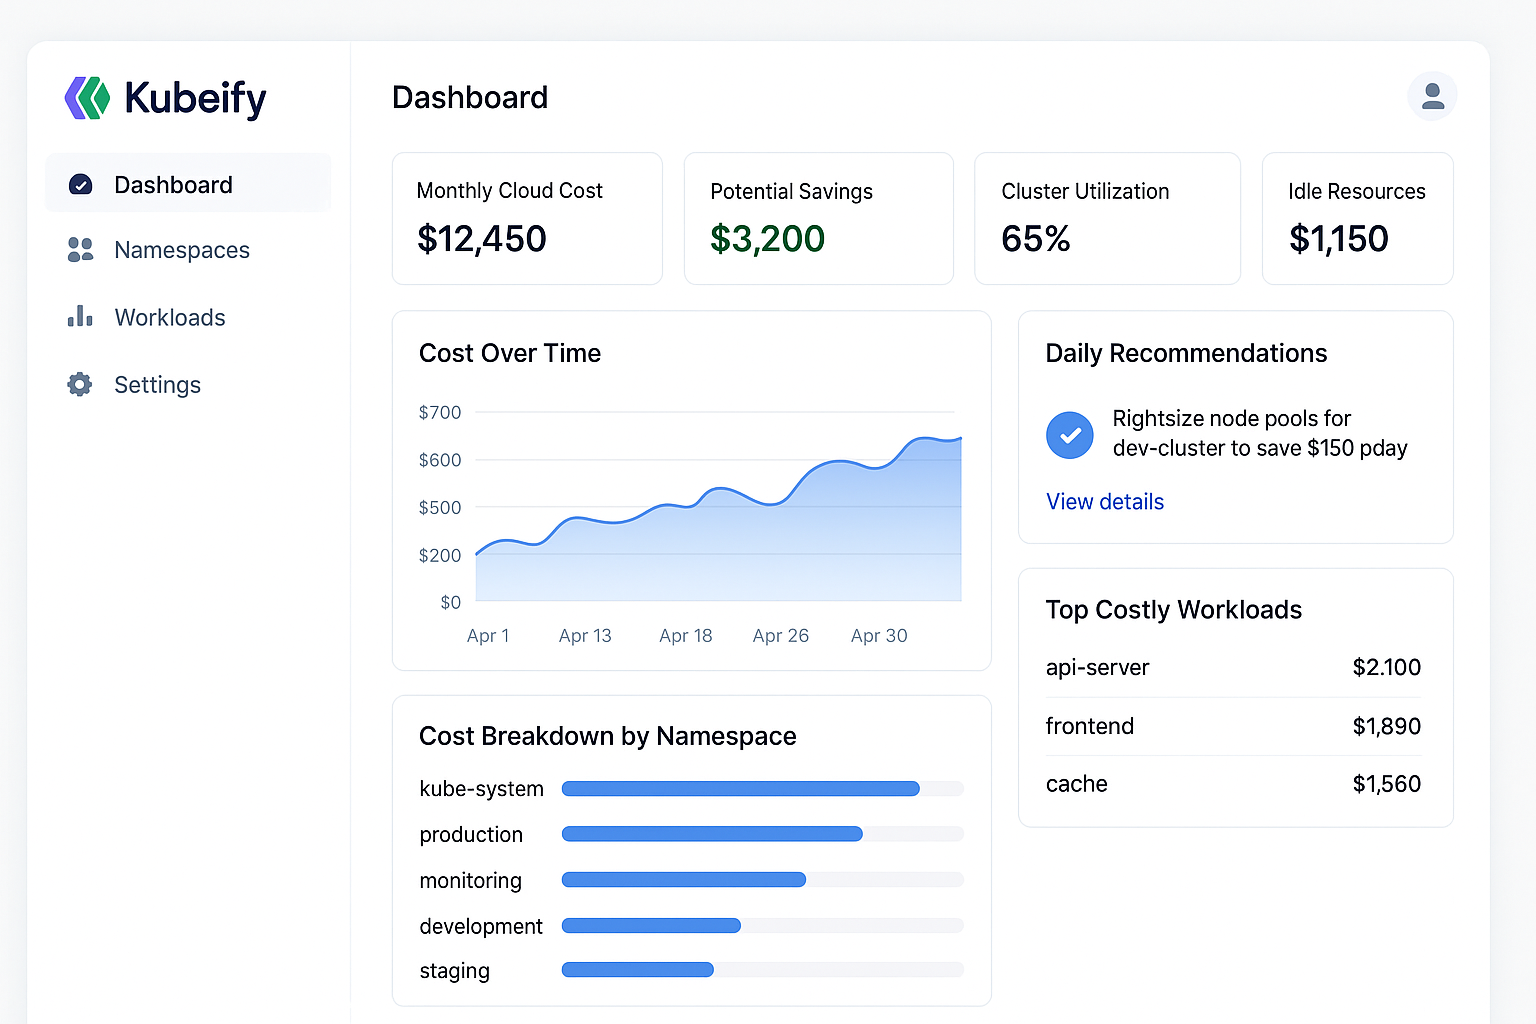 Kubeify
Dashboard
Namespaces
Workloads
Settings
Dashboard
Monthly Cloud Cost
$12,450
Potential Savings
$3,200
Cluster Utilization
65%
Idle Resources
$1,150
Cost Over Time
$700
$600
$500
$200
$0
Apr 1
Apr 13
Apr 18
Apr 26
Apr 30
Daily Recommendations
Rightsize node pools for
dev-cluster to save $150 pday
View details
Top Costly Workloads
api-server $2.100
frontend $1,890
cache $1,560
Cost Breakdown by Namespace
kube-system
production
monitoring
development
staging